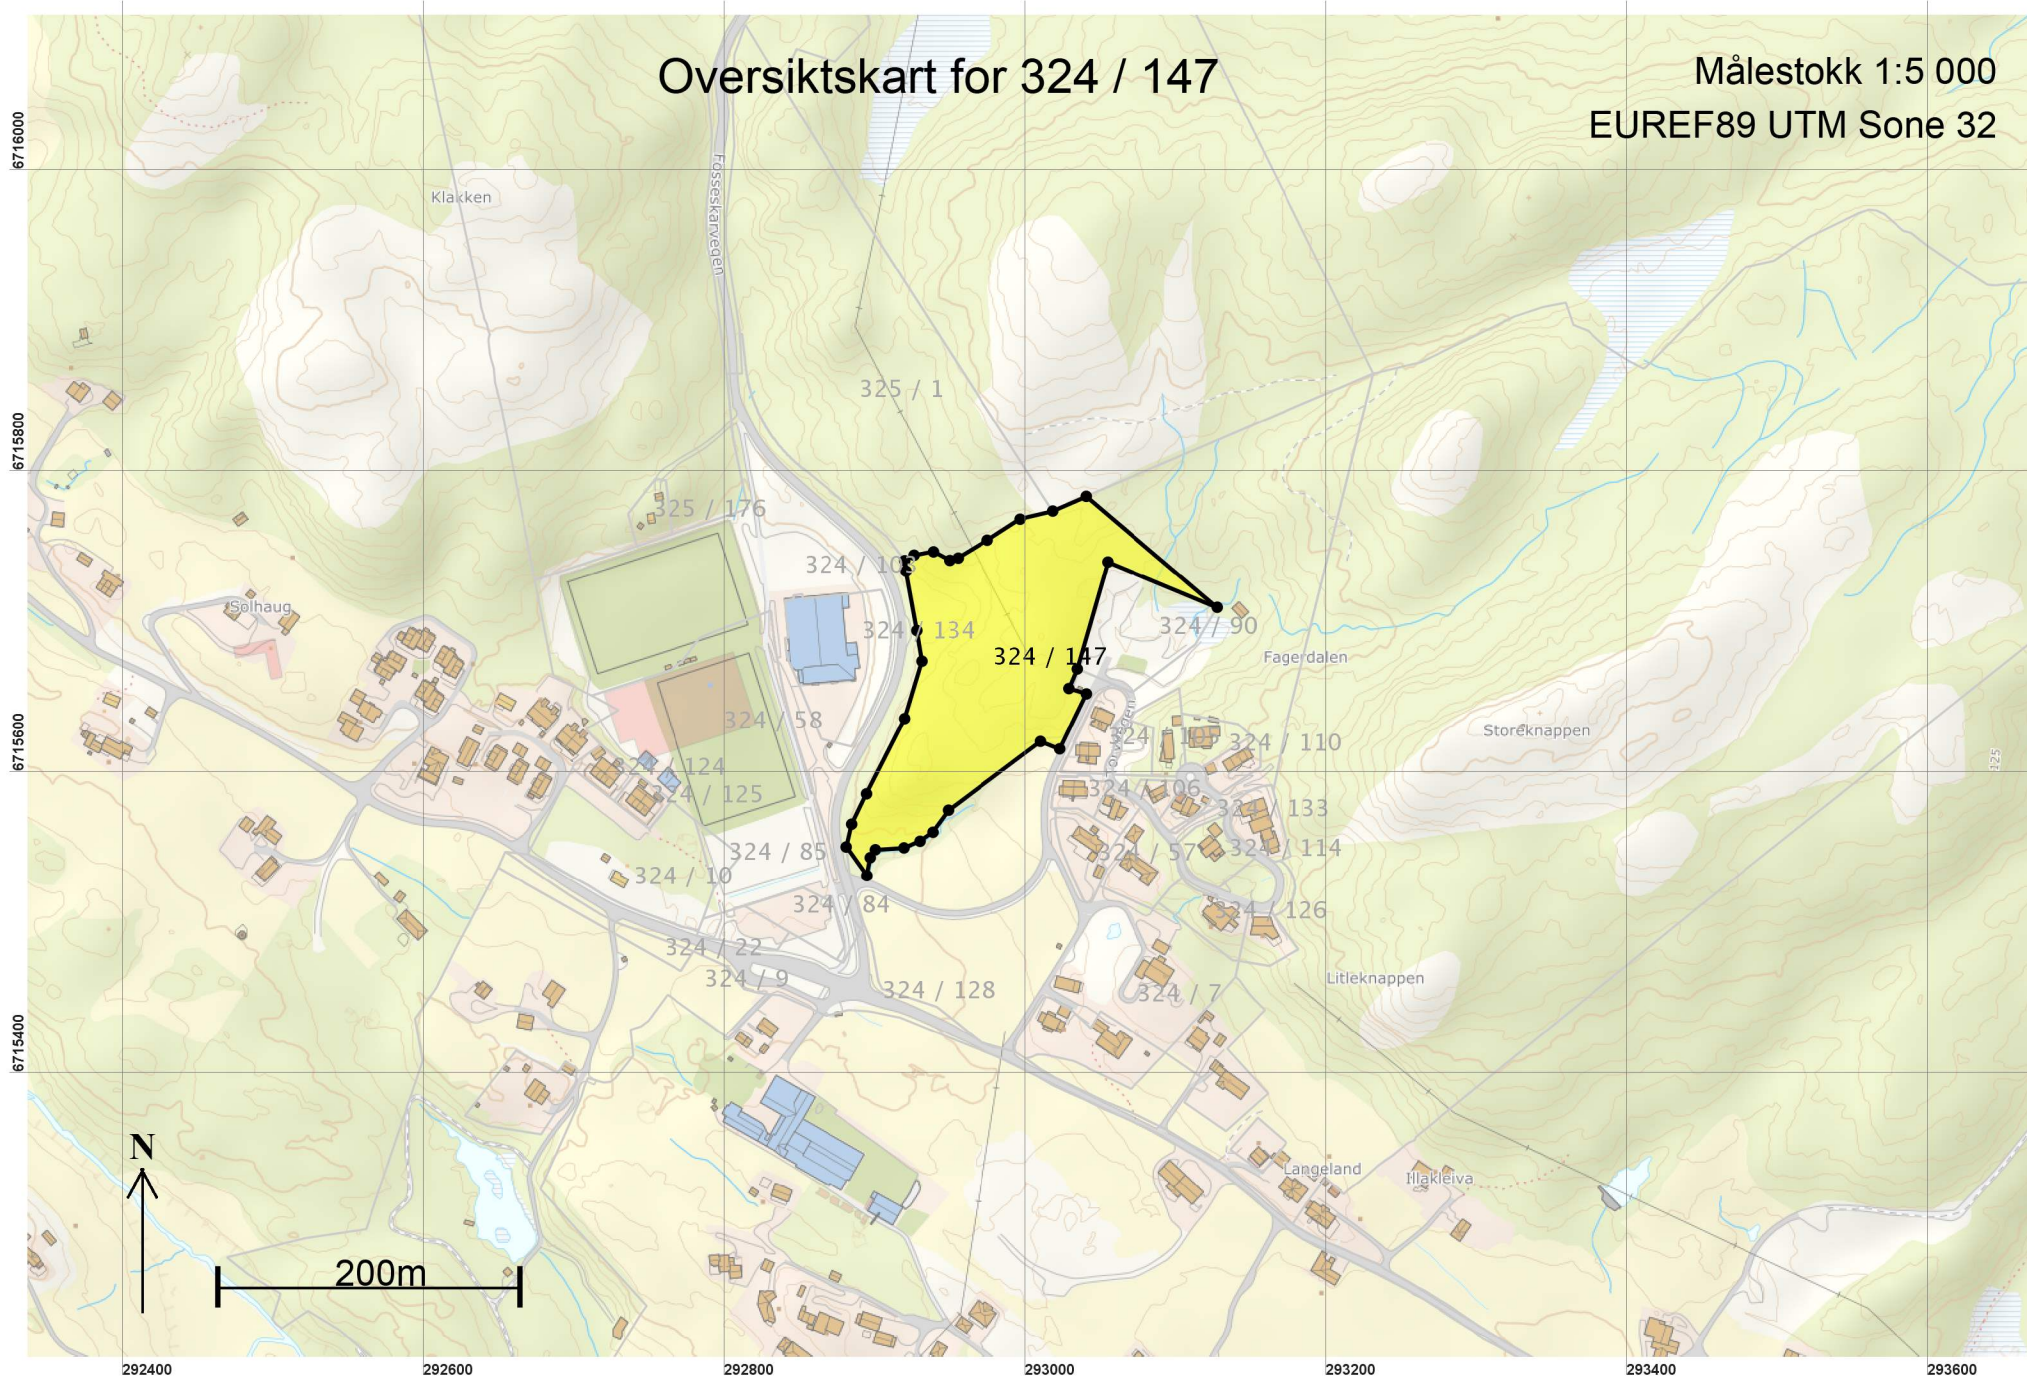 Oversiktskart for 324 / 147
Målestokk 1:5 000
EUREF89 UTM Sone 32
6716000
6715800
6715600
6715400
Klakken
Fosseskarvegen
325 / 1
325 / 176
324 / 134
324 / 147
324 / 90
Fagerdalen
Solhaug
324 / 58
324 / 110
Storeknappen
125
324 / 124
324 / 125
324 / 106
324 / 133
324 / 85
324 / 57
324 / 114
324 / 10
324 / 84
324 / 126
324 / 22
324 / 9
324 / 128
324 / 7
Litleknappen
N
200m
Langeland
Illakleiva
292400
292600
292800
293000
293200
293400
293600